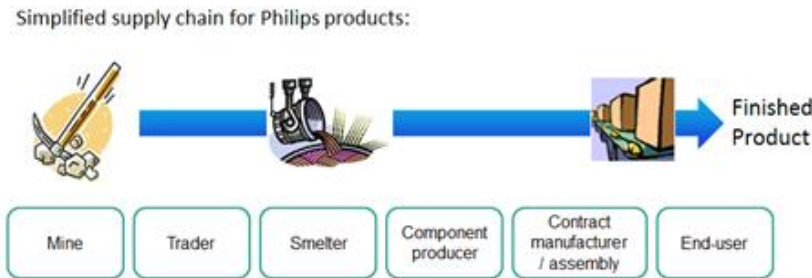 Simplified supply chain for Philips products:
Finished
Product
Mine
Trader
Smelter
Component
producer
Contract
manufacturer
/ assembly
End-user